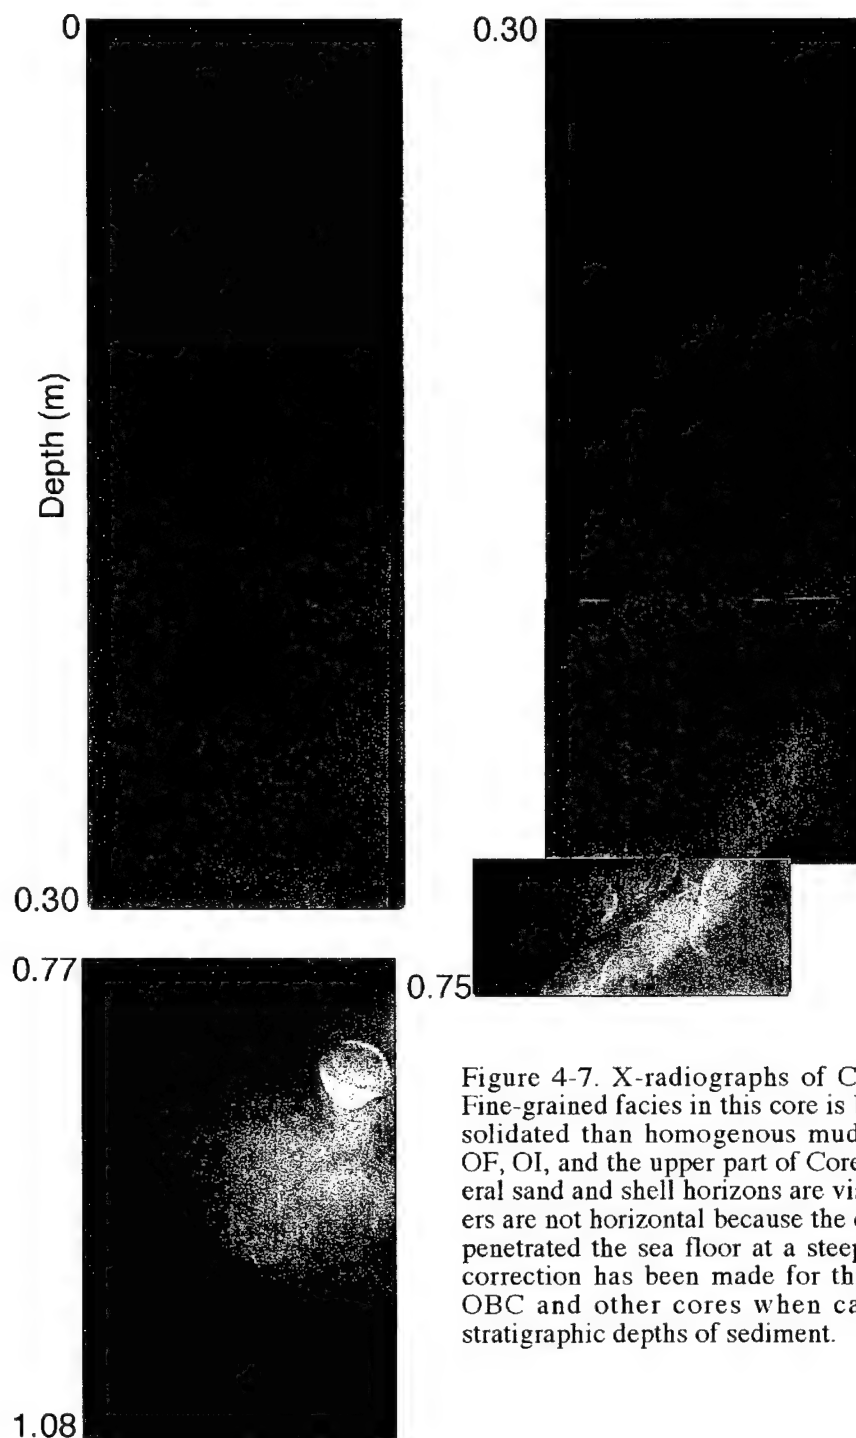 0
0.30
Depth (m)
0.30
0.77
0.75
1.08
Figure 4-7. X-radiographs of
Fine-grained facies in this core is
solidated than homogenous mud
OF, OI, and the upper part of Core
eral sand and shell horizons are
ers are not horizontal because the
penetrated the sea floor at a steep
correction has been made for
OBC and other cores when
stratigraphic depths of sediment.